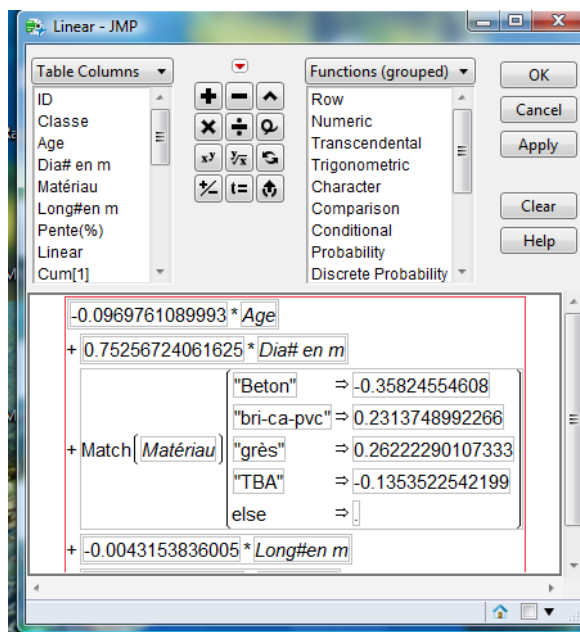 Linear - JMP
Table Columns
ID
Classe
Age
Dia# en m
Matériau
Long#en m
Pente(%)
Linear
Cum[1]
Functions (grouped)
Row
Numeric
Transcendental
Trigonometric
Character
Comparison
Conditional
Probability
Discrete Probability
OK
Cancel
Apply
Clear
Help
-0.0969761089993 * Age
+ 0.75256724061625 * Dia# en m
+ Match ( Matériau )
"Beton" ⇒ -0.35824554608
"bri-ca-pvc" ⇒ 0.2313748992266
"grès" ⇒ 0.26222290107333
"TBA" ⇒ -0.1353522542199
else ⇒ .
+ -0.0043153836005 * Long#en m